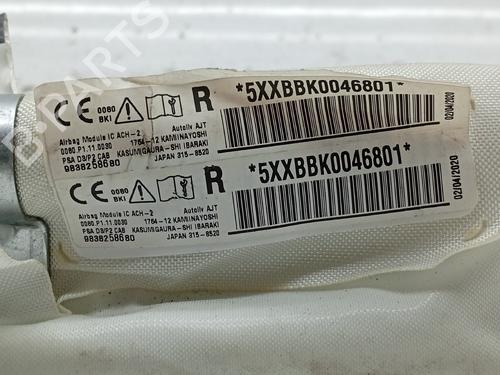 *5XXBBK0046801*
CE 0080 BKI R
Airbag Module IC ACH-2 Autoliv AJT
0080.P1.11.0030 1764-12 KAMINAYOSHI
PSA D3/P2 CAB KASUMIGAURA-SHI IBARAKI
9838258680 JAPAN 315-8520
02/04/2020
*5XXBBK0046801*
CE 0080 BKI R
Airbag Module IC ACH-2 Autoliv AJT
0080.P1.11.0030 1764-12 KAMINAYOSHI
PSA D3/P2 CAB KASUMIGAURA-SHI IBARAKI
9838258680 JAPAN 315-8520
02/04/2020
B-PARTS